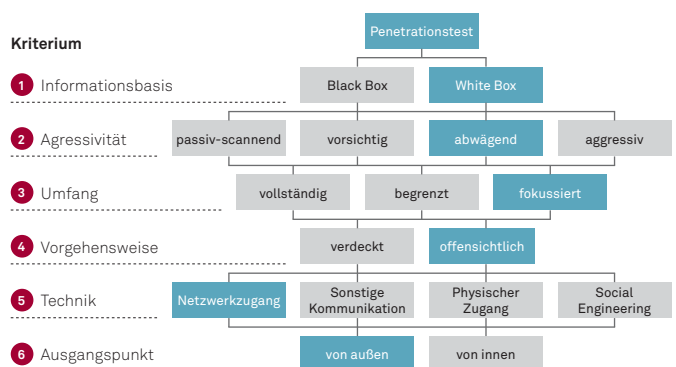 Penetrationstest
Kriterium
1 Informationsbasis
Black Box
White Box
2 Agressivität
passiv-scannend
vorsichtig
abwägend
aggressiv
3 Umfang
vollständig
begrenzt
fokussiert
4 Vorgehensweise
verdeckt
offensichtlich
5 Technik
Netzwerkzugang
Sonstige
Kommunikation
Physischer
Zugang
Social
Engineering
6 Ausgangspunkt
von außen
von innen